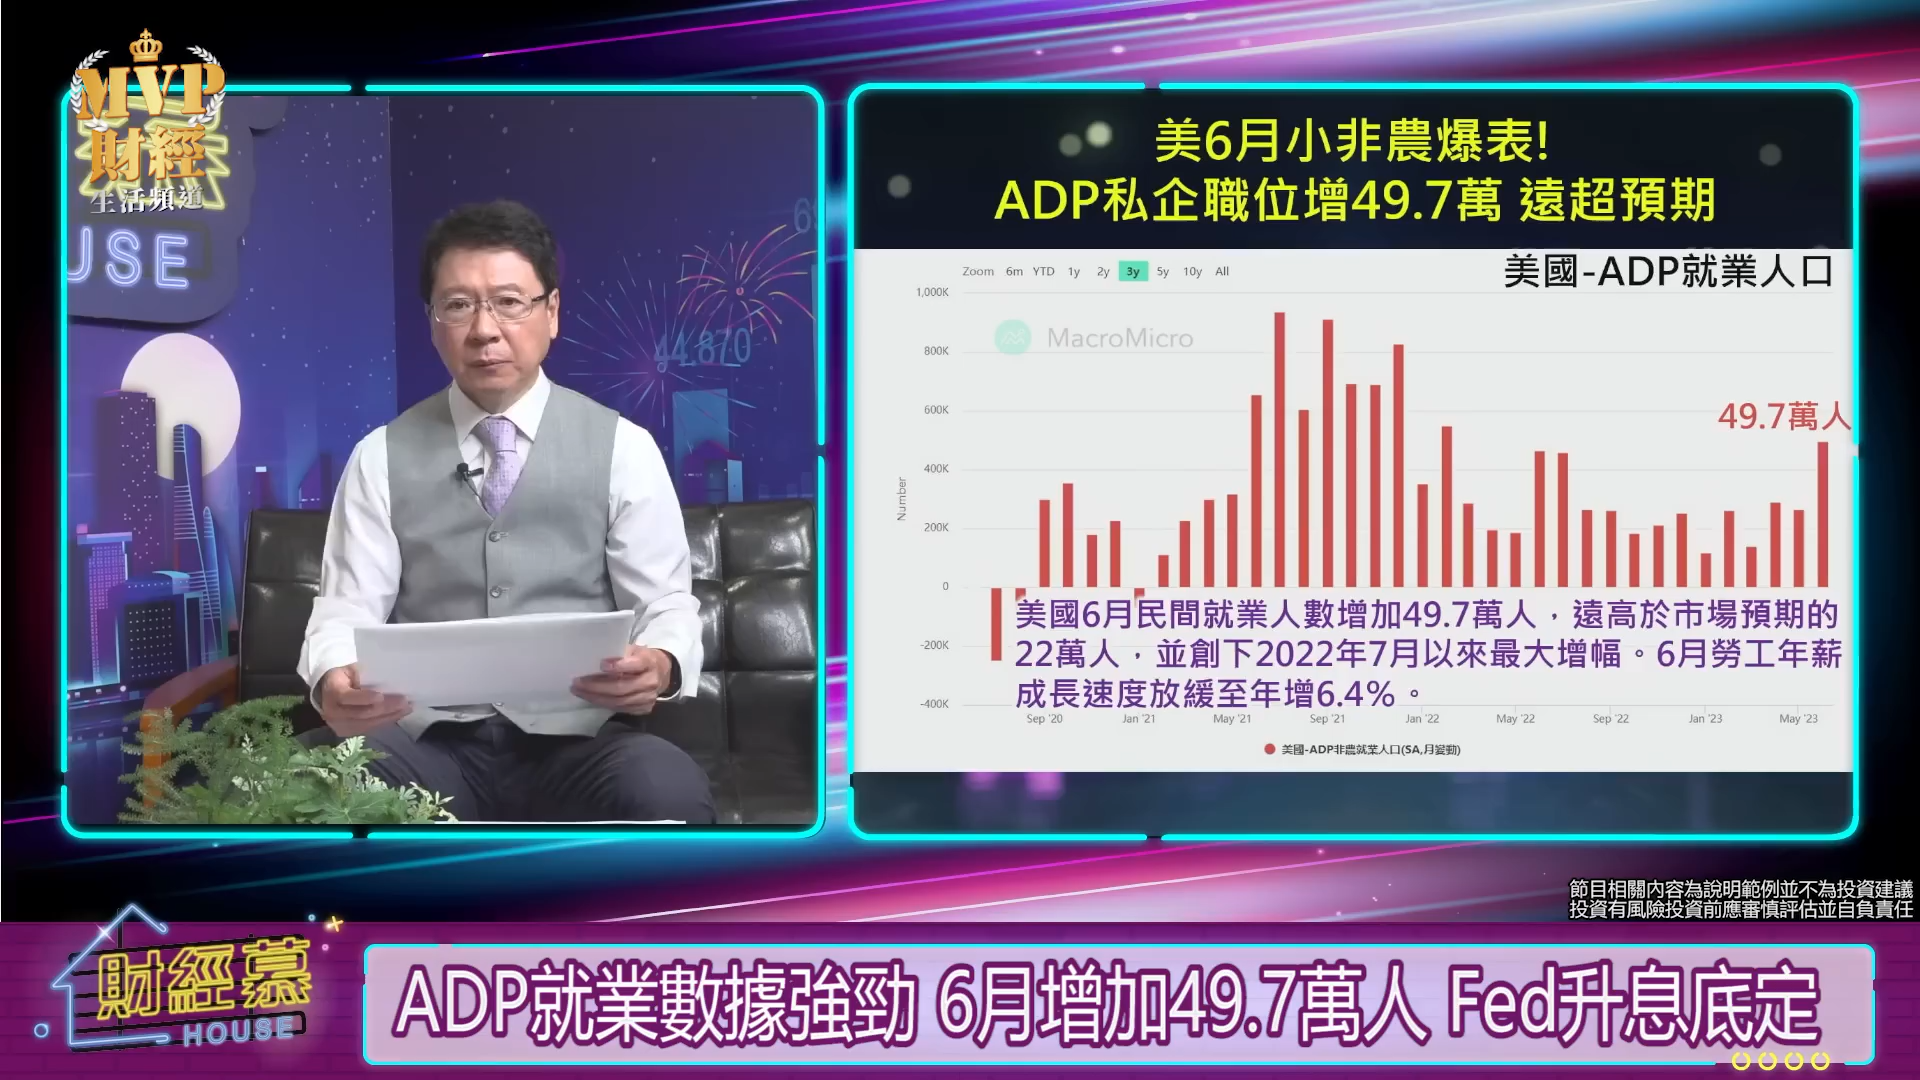 MVP
財經
生活頻道
USE
44.870
美6月小非農爆表!
ADP私企職位增49.7萬 遠超預期
Zoom 6m YTD 1y 2y 3y 5y 10y All
美國-ADP就業人口
MacroMicro
49.7萬人
Number
1,000K
800K
600K
400K
200K
0
-200K
-400K
美國6月民間就業人數增加49.7萬人，遠高於市場預期的
22萬人，並創下2022年7月以來最大增幅。6月勞工年薪
成長速度放緩至年增6.4%。
Sep '20 Jan '21 May '21 Sep '21 Jan '22 May '22 Sep '22 Jan '23 May '23
美國-ADP非農就業人口(SA,月變動)
節目相關內容為說明範例並不為投資建議
投資有風險投資前應審慎評估並自負責任
財經慕
HOUSE
ADP就業數據強勁 6月增加49.7萬人 Fed升息底定